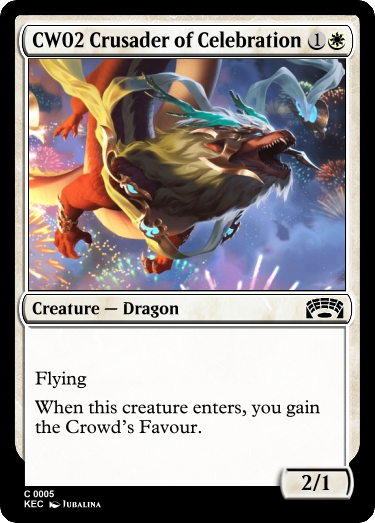 CW02 Crusader of Celebration 1
Creature — Dragon
Flying
When this creature enters, you gain
the Crowd's Favour.
2/1
C 0005
KEC JUBALINA